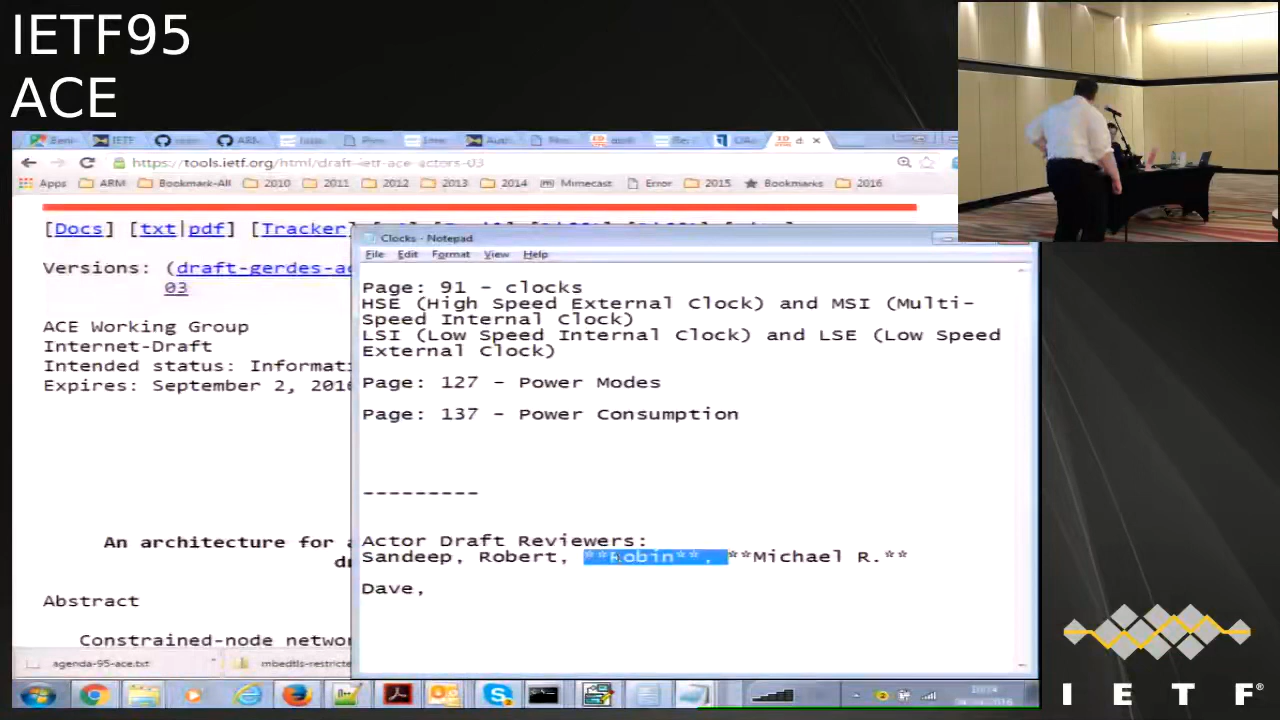 IETF95
ACE
IETF
https://tools.ietf.org/html/draft-ietf-ace-actors-03
Apps ARM Bookmark-All 2010 2011 2012 2013 2014 Mimecast Error 2015 Bookmarks 2016
[Docs] [txt|pdf] [Tracker]
Versions: (draft-gerdes-ac
03
ACE Working Group
Internet-Draft
Intended status: Informati
Expires: September 2, 2016
An architecture for a
Abstract
Constrained-node networ
Clocks - Notepad
File Edit Format View Help
Page: 91 - clocks
HSE (High Speed External Clock) and MSI (Multi-
Speed Internal Clock)
LSI (Low Speed Internal Clock) and LSE (Low Speed
External Clock)
Page: 127 - Power Modes
Page: 137 - Power Consumption
---------
Actor Draft Reviewers:
Sandeep, Robert, **Robin**, **Michael R.**
Dave,
agenda-95-ace.txt mbedtls-restricte
I E T F®